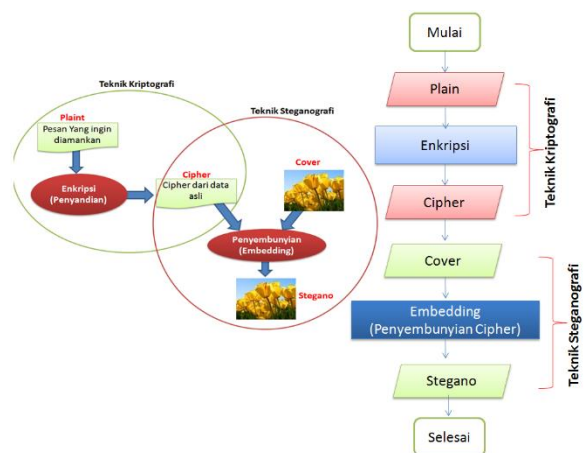 Teknik Kriptografi
Plaint
Pesan Yang ingin
diamankan
Enkripsi
(Penyandian)
Cipher
Cipher dari data
asli
Teknik Steganografi
Cover
Penyembunyian
(Embedding)
Stegano
Mulai
Plain
Enkripsi
Cipher
Teknik Kriptografi
Cover
Embedding
(Penyembunyian Cipher)
Stegano
Teknik Steganografi
Selesai